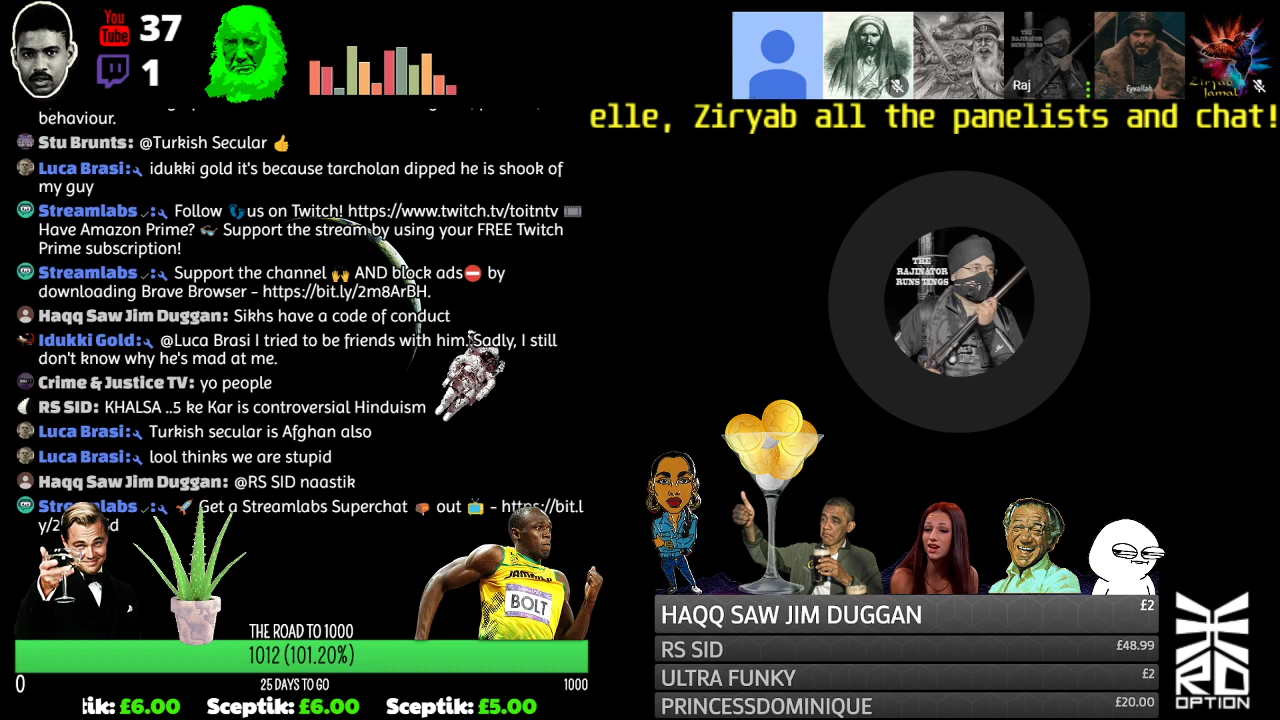 You
Tube 37
1
Raj
Eyvallah
Ziryab
Jamal
elle, Ziryab all the panelists and chat!
behaviour.
Stu Brunts: @Turkish Secular 👍
Luca Brasi: idukki gold it's because tarcholan dipped he is shook of
my guy
Streamlabs ✓: Follow 👣us on Twitch! https://www.twitch.tv/toitntv 🎟
Have Amazon Prime? 👓 Support the stream by using your FREE Twitch
Prime subscription!
Streamlabs ✓: Support the channel 🙌 AND block ads⛔ by
downloading Brave Browser - https://bit.ly/2m8ArBH.
Haqq Saw Jim Duggan: Sikhs have a code of conduct
Idukki Gold: @Luca Brasi I tried to be friends with him. Sadly, I still
don't know why he's mad at me.
Crime & Justice TV: yo people
RS SID: KHALSA ..5 ke Kar is controversial Hinduism
Luca Brasi: Turkish secular is Afghan also
Luca Brasi: lool thinks we are stupid
Haqq Saw Jim Duggan: @RS SID naastik
Streamlabs ✓: 🚀 Get a Streamlabs Superchat out 📺 - https://bit.l
y/2
THE
RAJINATOR
RUNS TINGS
JAMAICA
BOLT
THE ROAD TO 1000
1012 (101.20%)
0 25 DAYS TO GO 1000
tik: £6.00 Sceptik: £6.00 Sceptik: £5.00
HAQQ SAW JIM DUGGAN £2
RS SID £48.99
ULTRA FUNKY £2
PRINCESSDOMINIQUE £20.00
OPTION